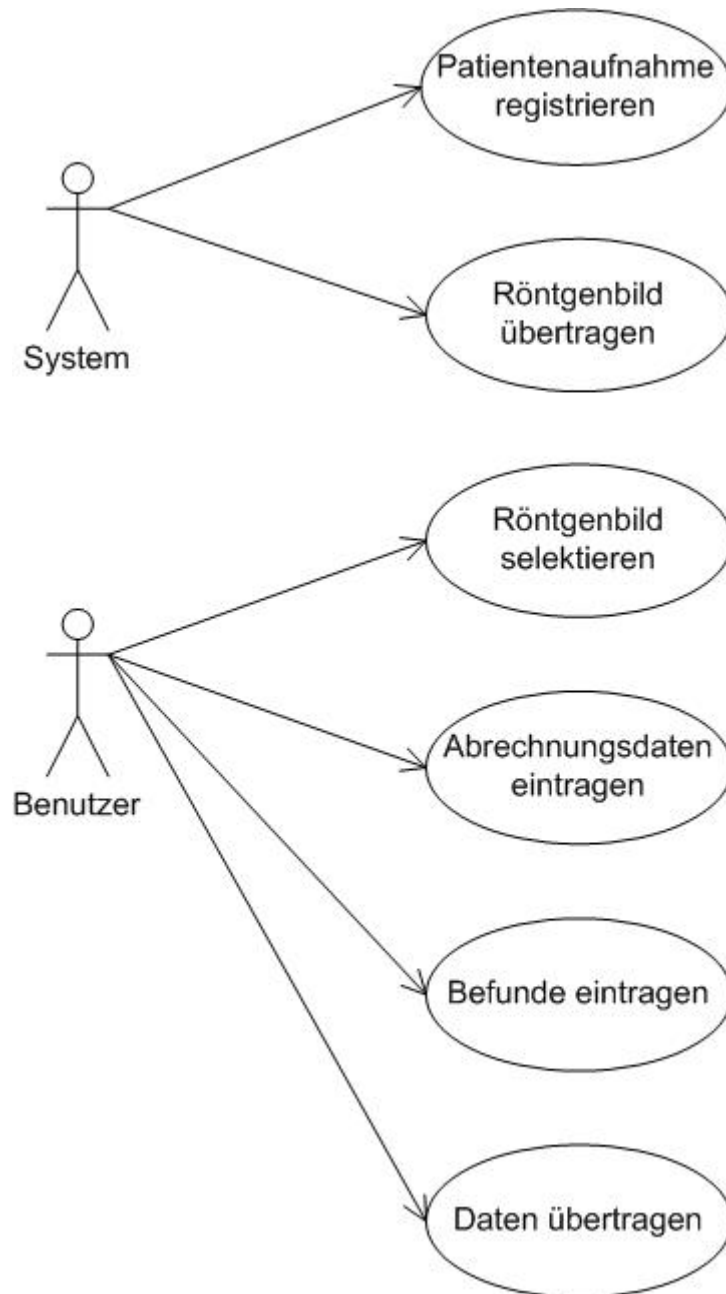 Patientenaufnahme
registrieren
System
Röntgenbild
übertragen
Röntgenbild
selektieren
Benutzer
Abrechnungsdaten
eintragen
Befunde eintragen
Daten übertragen